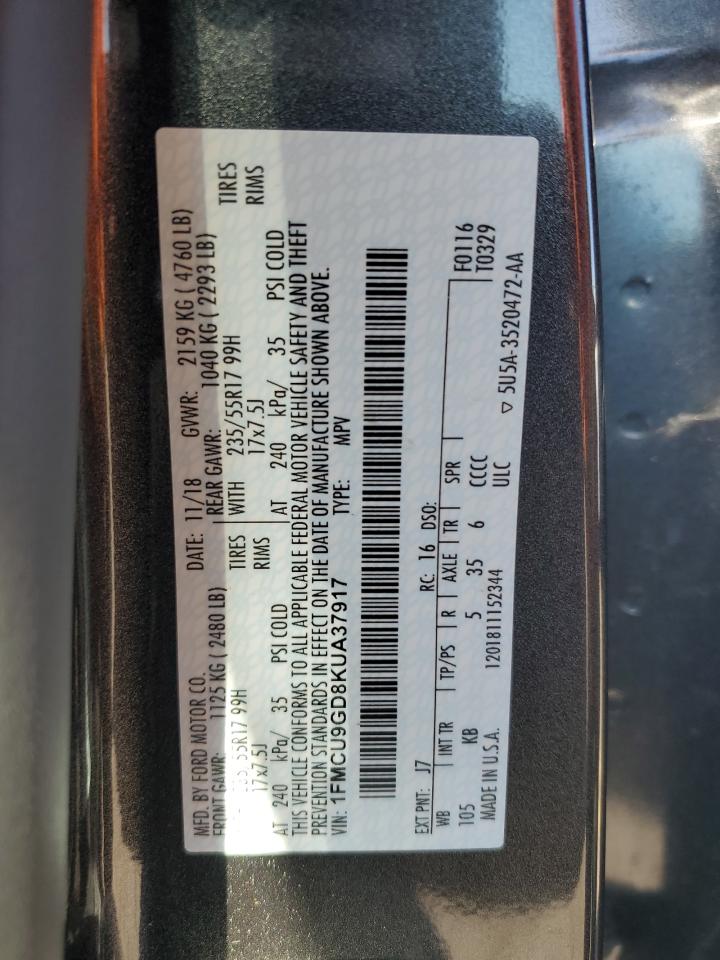 MFD. BY FORD MOTOR CO.
DATE: 11/18 GVWR: 2159 KG ( 4760 LB)
FRONT GAWR: 1125 KG ( 2480 LB) REAR GAWR: 1040 KG ( 2293 LB)
235/55R17 99H TIRES WITH 235/55R17 99H TIRES
17x7.5J RIMS 17x7.5J RIMS
AT 240 kPa/ 35 PSI COLD AT 240 kPa/ 35 PSI COLD
THIS VEHICLE CONFORMS TO ALL APPLICABLE FEDERAL MOTOR VEHICLE SAFETY AND THEFT
PREVENTION STANDARDS IN EFFECT ON THE DATE OF MANUFACTURE SHOWN ABOVE.
VIN: 1FMCU9GD8KUA37917 TYPE: MPV
EXT PNT: J7 RC: 16 DSO: F0116
WB INT TR TP/PS R AXLE TR SPR T0329
105 KB 5 35 6 CCCC
MADE IN U.S.A. 1201811152344 ULC
▽ 5U5A-3520472-AA